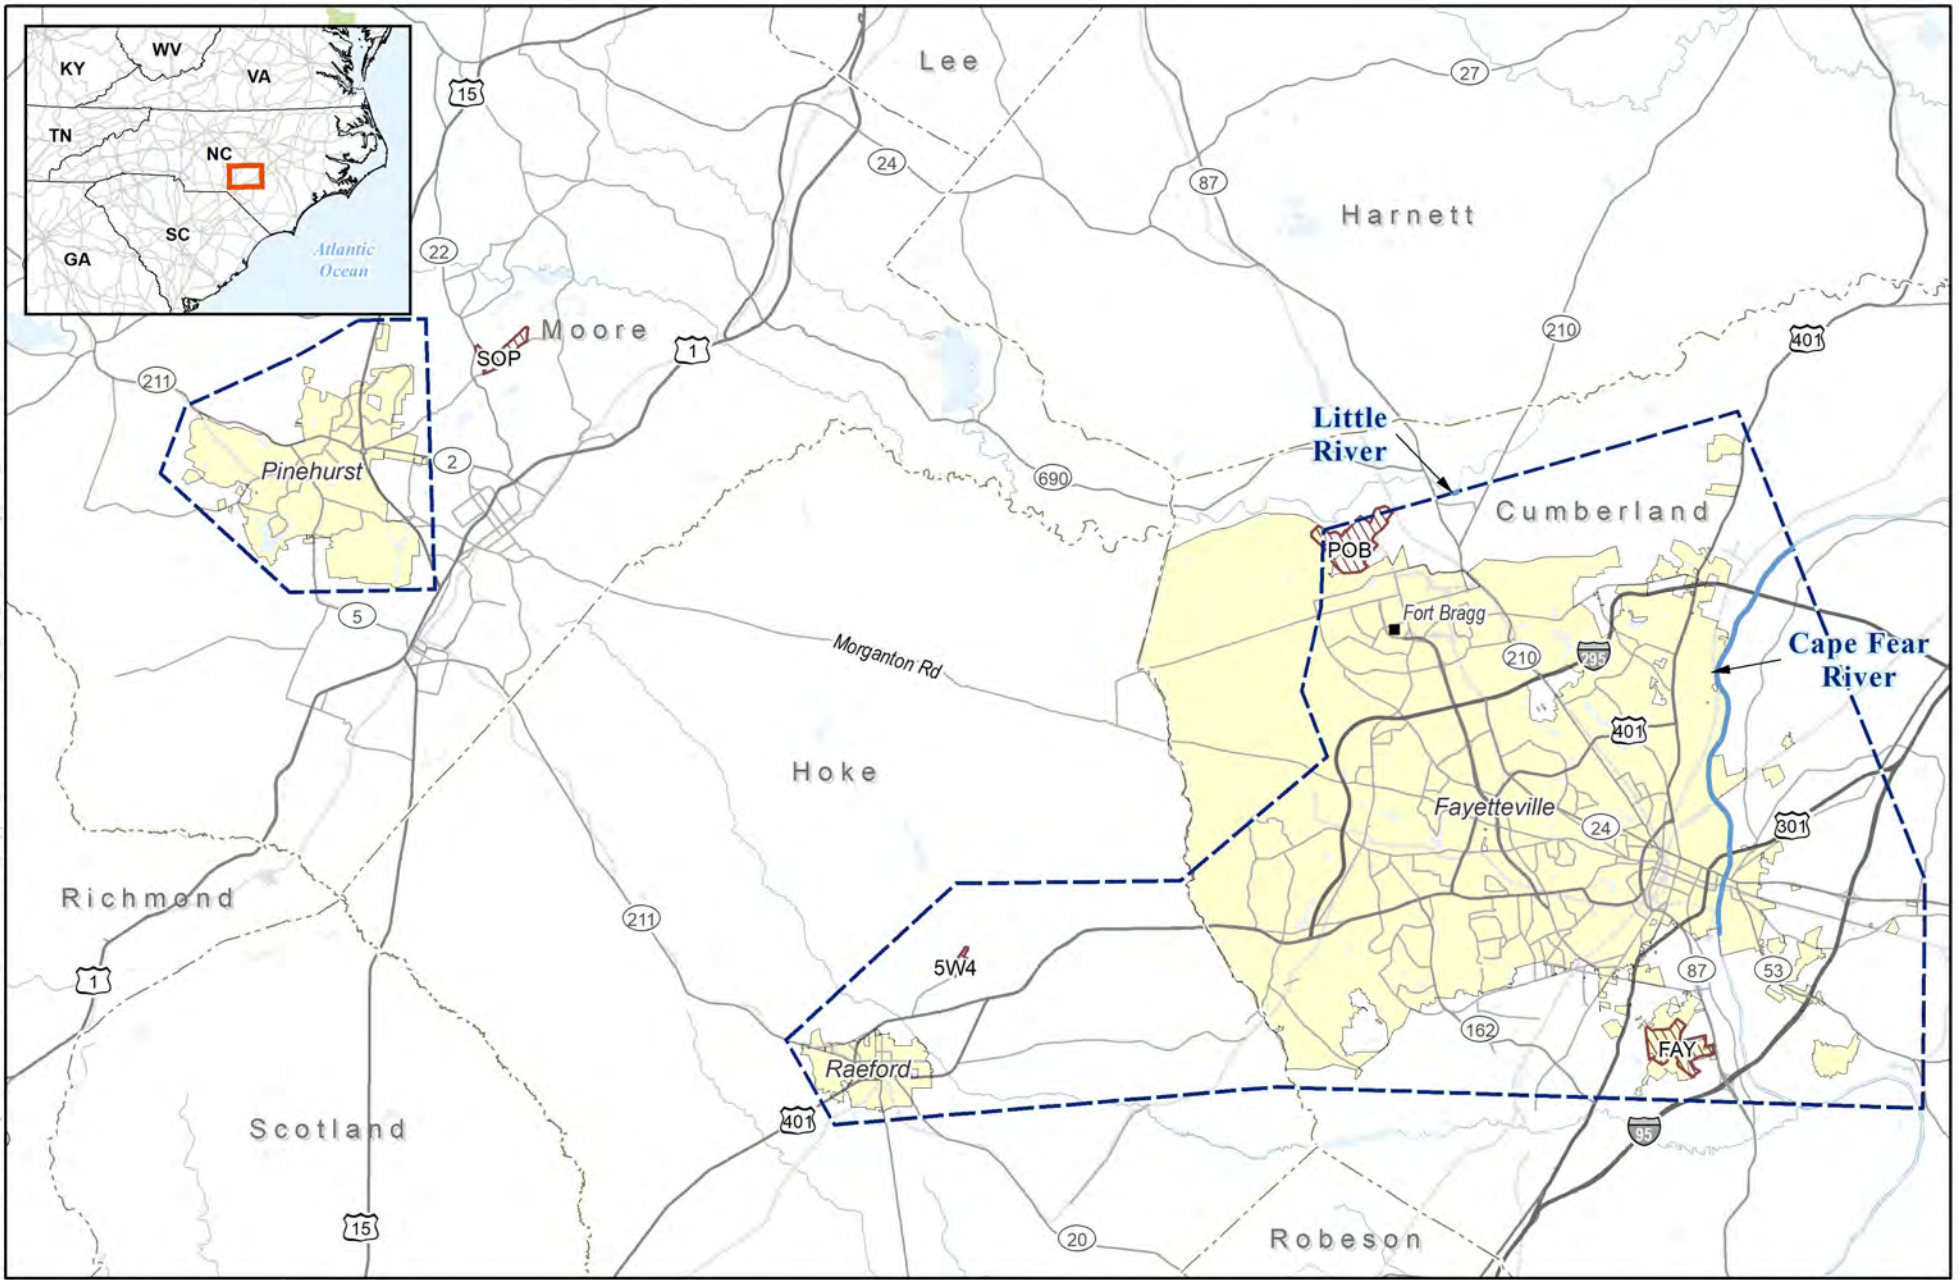 KY
WV
VA
TN
NC
SC
GA
Atlantic
Ocean
15
Lee
27
24
87
Harnett
22
SOP
Moore
1
210
401
211
Little
River
Pinehurst
2
690
Cumberland
POB
5
Fort Bragg
Morganton Rd
210
295
Cape Fear
River
401
Hoke
Fayetteville
24
301
Richmond
211
1
5W4
87
53
162
FAY
Raeford
401
Scotland
95
15
20
Robeson